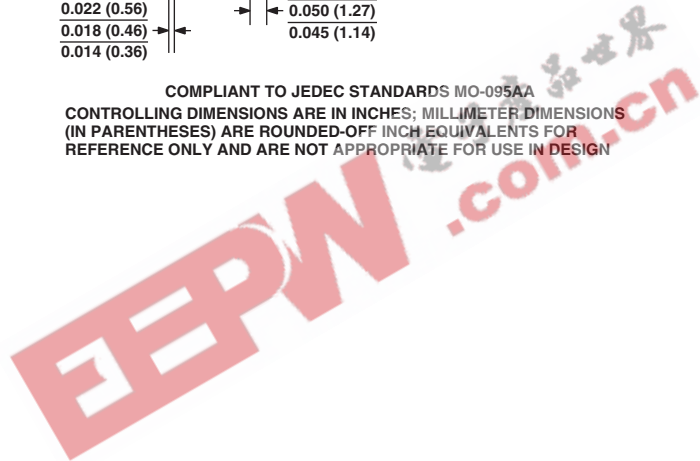 0.022 (0.56)
0.018 (0.46)
0.014 (0.36)
0.050 (1.27)
0.045 (1.14)
COMPLIANT TO JEDEC STANDARDS MO-095AA
CONTROLLING DIMENSIONS ARE IN INCHES; MILLIMETER DIMENSIONS
(IN PARENTHESES) ARE ROUNDED-OFF INCH EQUIVALENTS FOR
REFERENCE ONLY AND ARE NOT APPROPRIATE FOR USE IN DESIGN
EEPW
.com.cn